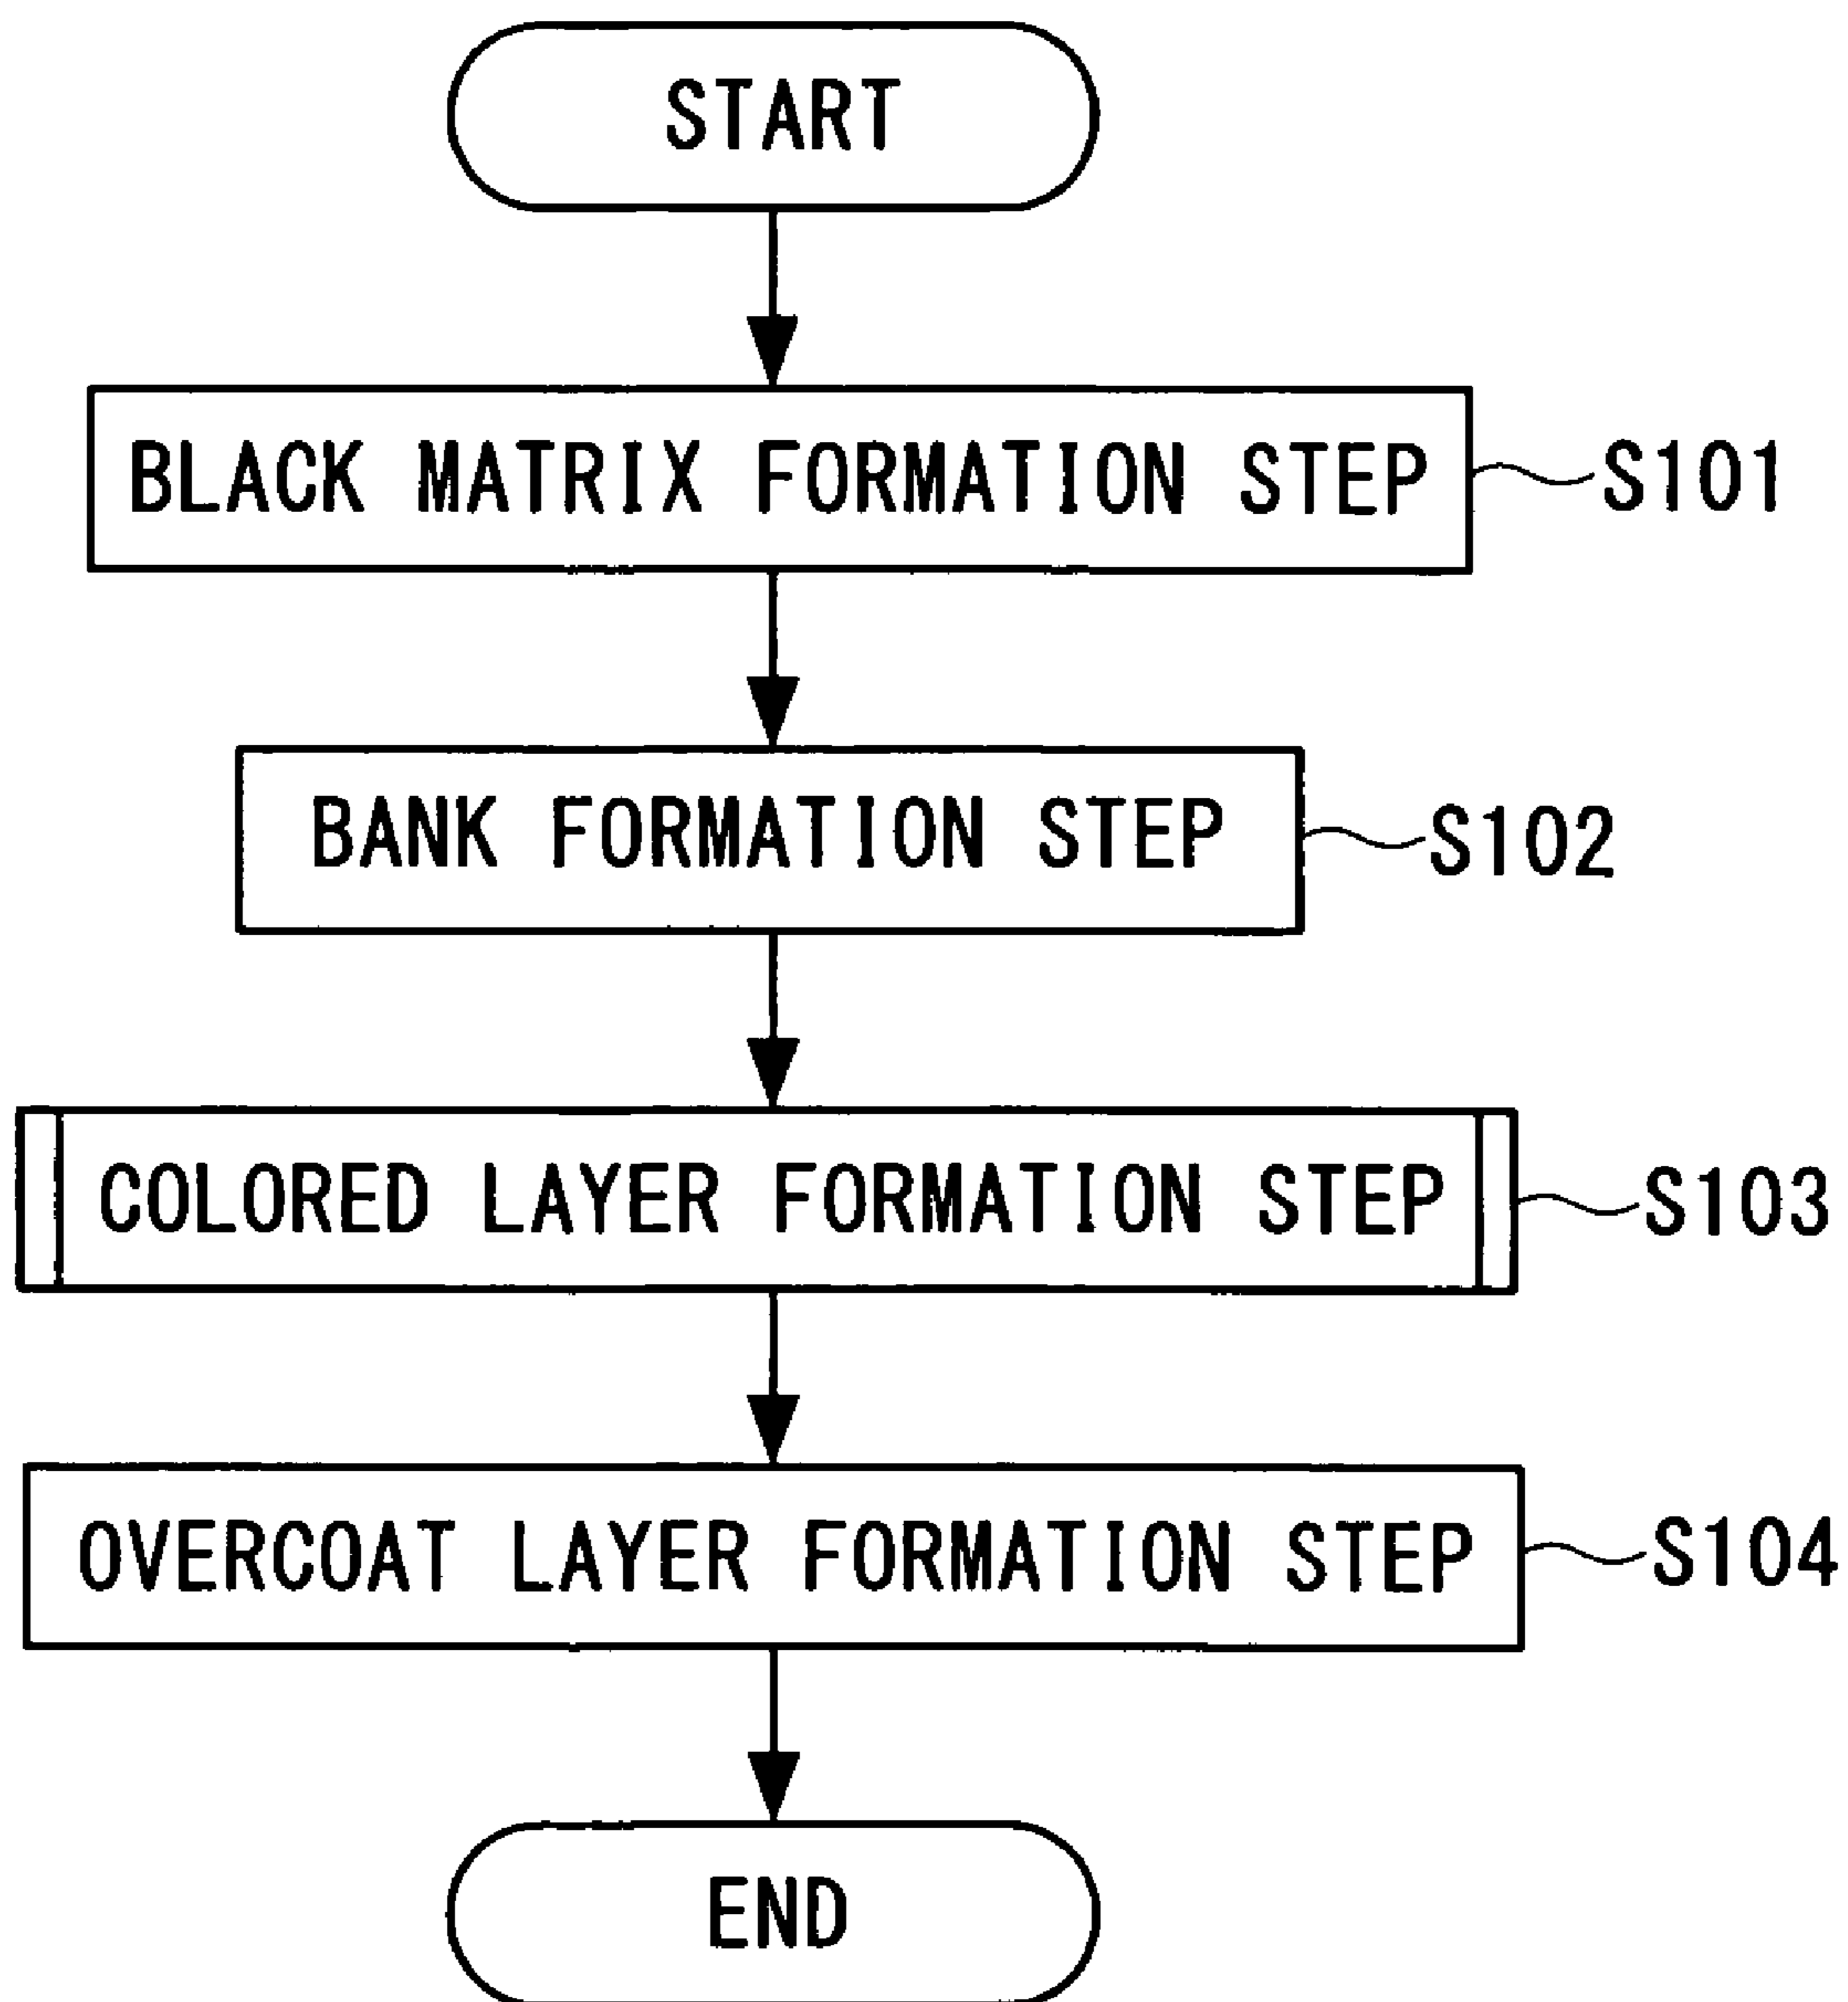 START
BLACK MATRIX FORMATION STEP S101
BANK FORMATION STEP S102
COLORED LAYER FORMATION STEP S103
OVERCOAT LAYER FORMATION STEP S104
END